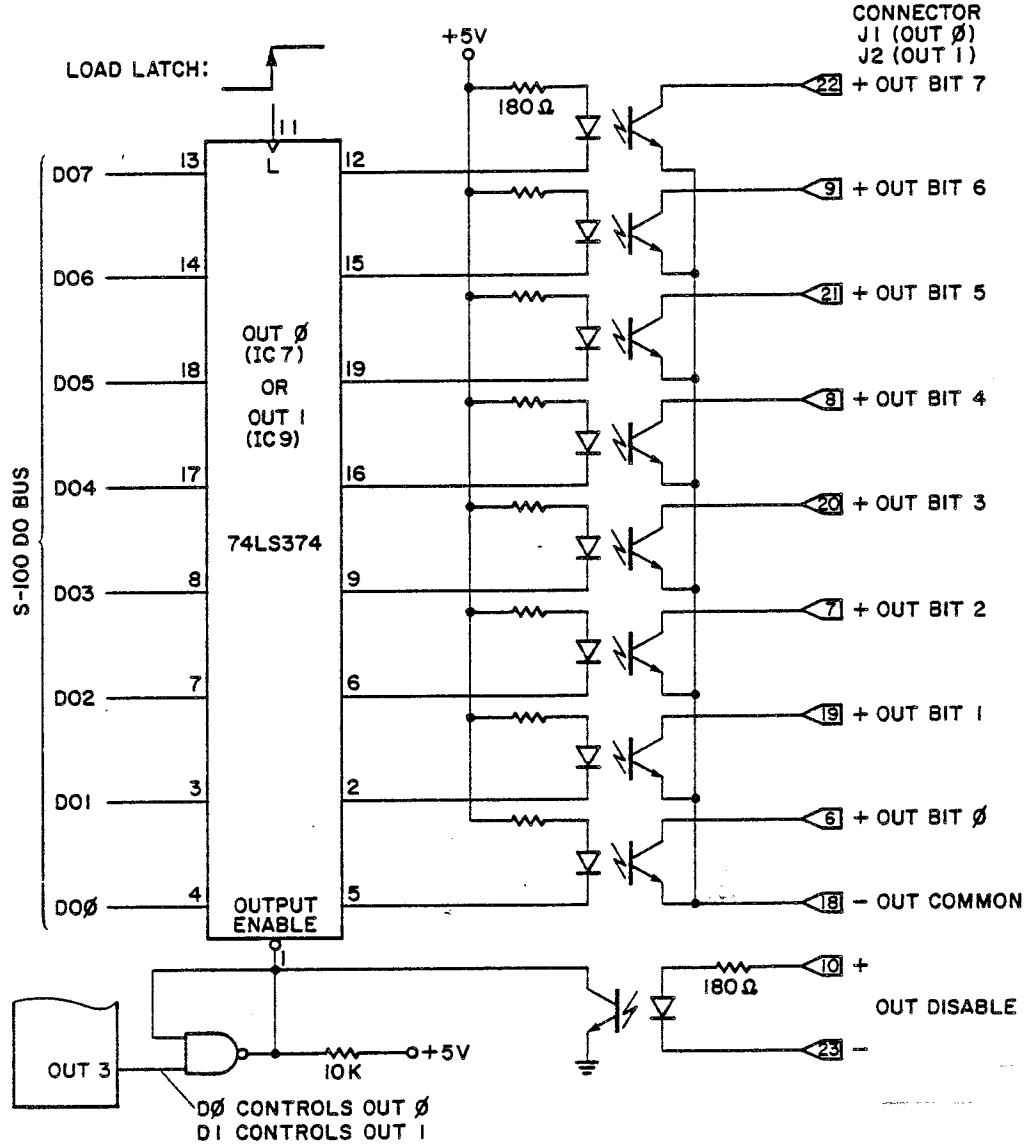 CONNECTOR
J1 (OUT Ø)
J2 (OUT 1)
+5V
LOAD LATCH:
180Ω
22 + OUT BIT 7
11
L
13
12
DO7
9 + OUT BIT 6
14
15
DO6
21 + OUT BIT 5
OUT Ø
(IC7)
OR
OUT 1
(IC9)
18
19
DO5
8 + OUT BIT 4
17
16
DO4
S-100 DO BUS
20 + OUT BIT 3
74LS374
8
9
DO3
7 + OUT BIT 2
7
6
DO2
19 + OUT BIT 1
3
2
DO1
6 + OUT BIT Ø
4
5
DOØ
OUTPUT
ENABLE
18 - OUT COMMON
1
10 +
180Ω
OUT DISABLE
23 -
+5V
10K
OUT 3
DØ CONTROLS OUT Ø
D1 CONTROLS OUT 1